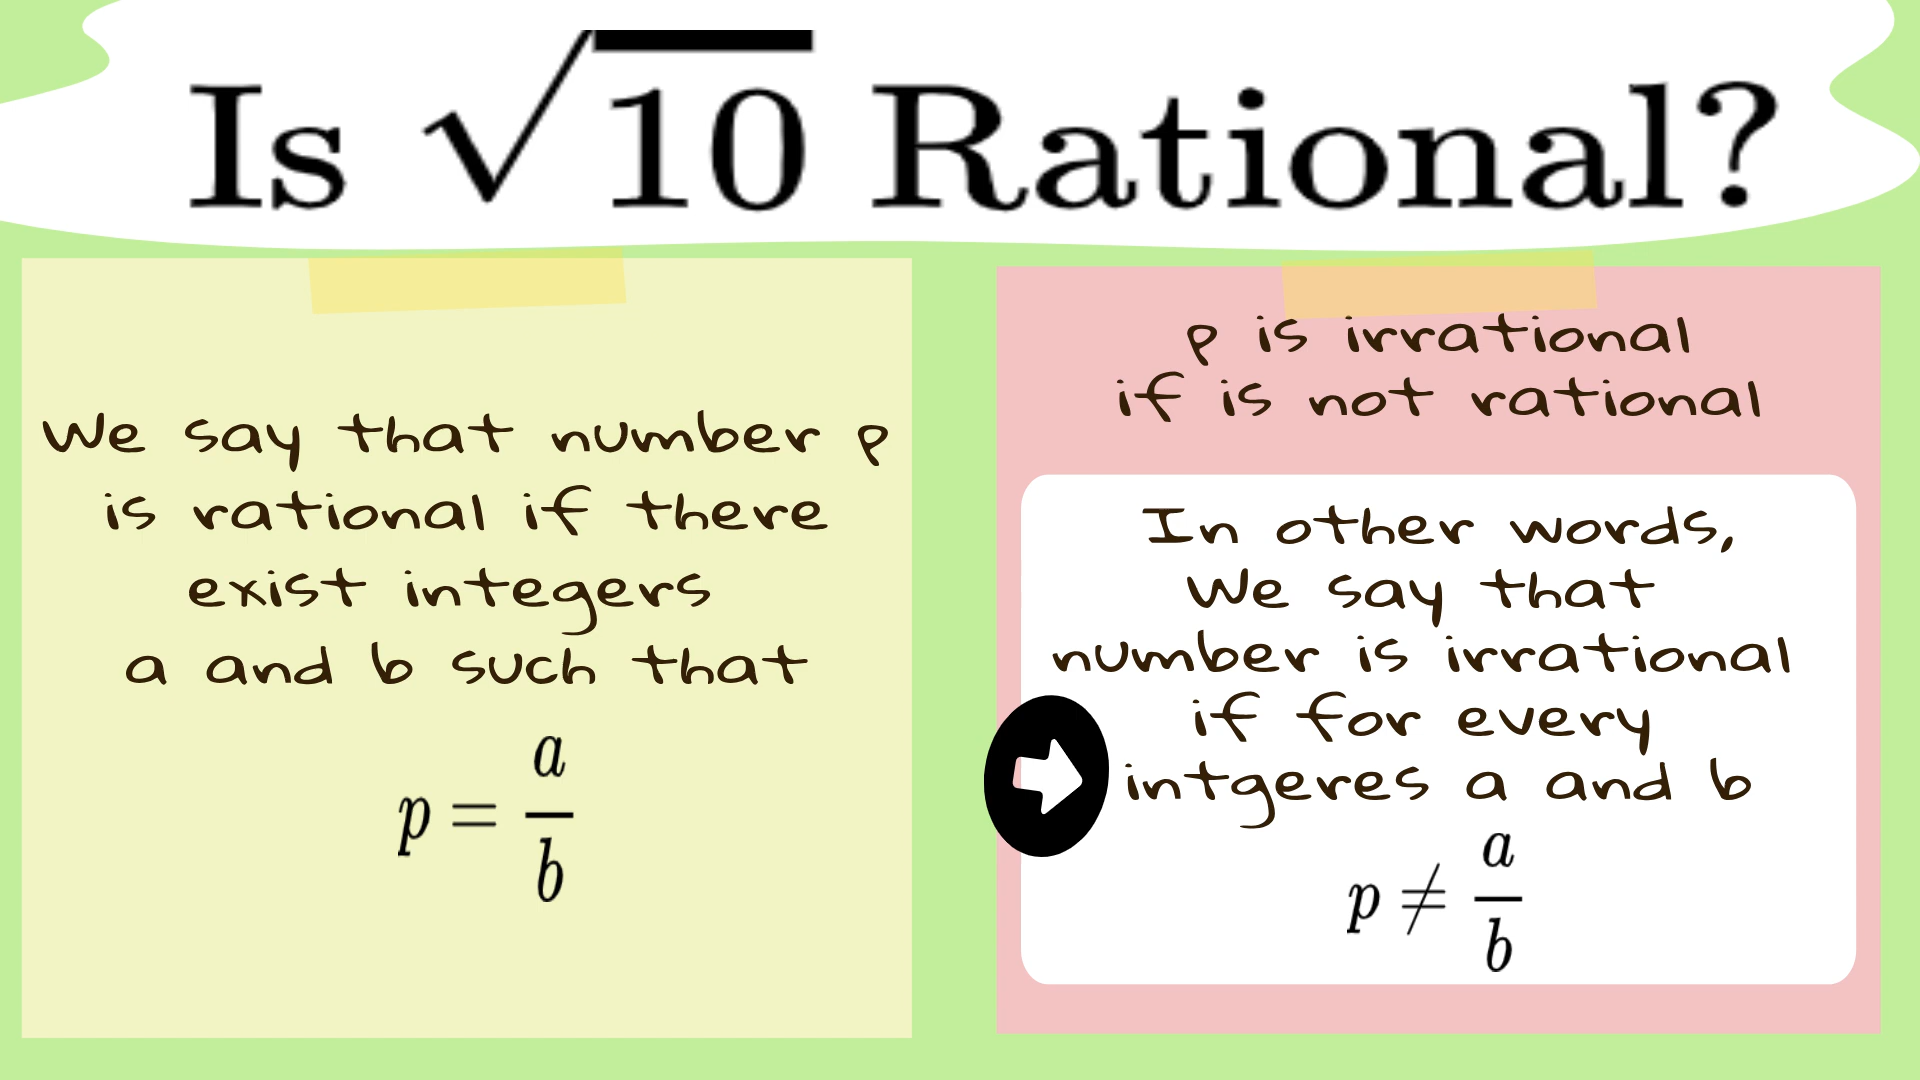 Is √10 Rational?
We say that number p
is rational if there
exist integers
a and b such that
p = a/b
p is irrational
if is not rational
In other words,
We say that
number is irrational
if for every
intgeres a and b
p ≠ a/b